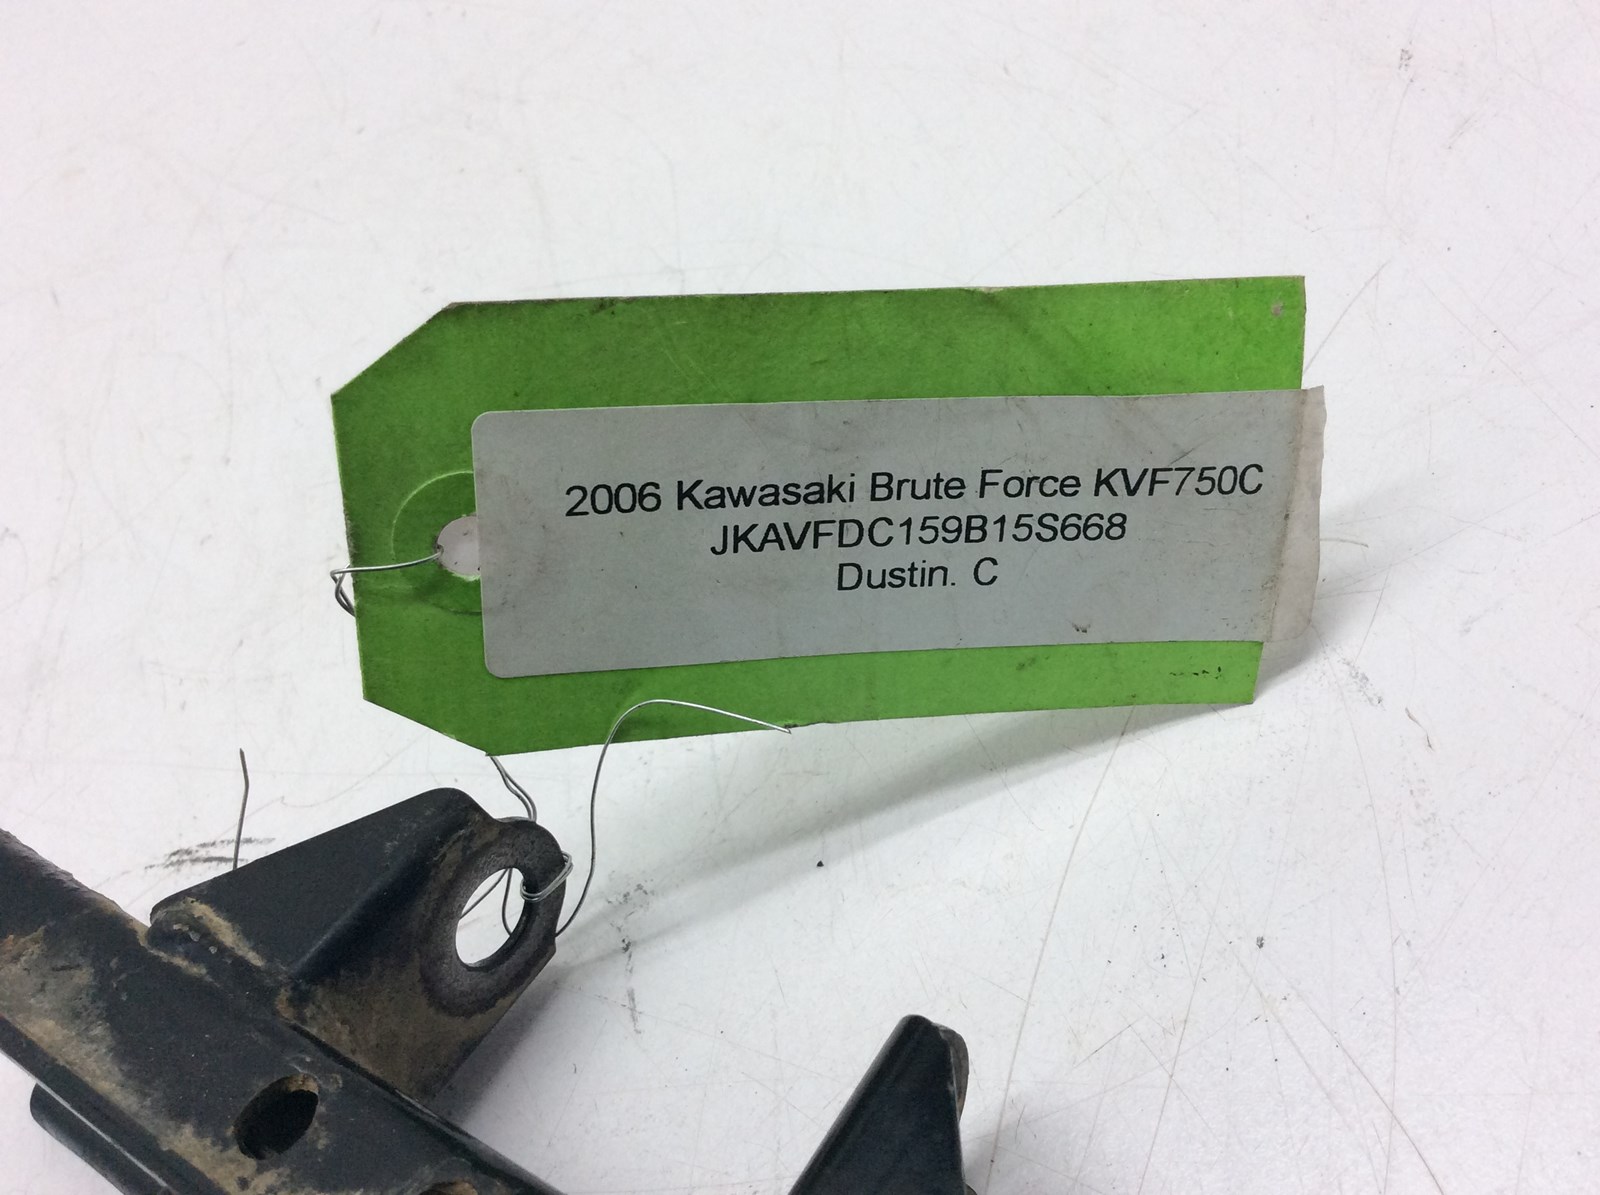 2006 Kawasaki Brute Force KVF750C
JKAVFDC159B15S668
Dustin. C